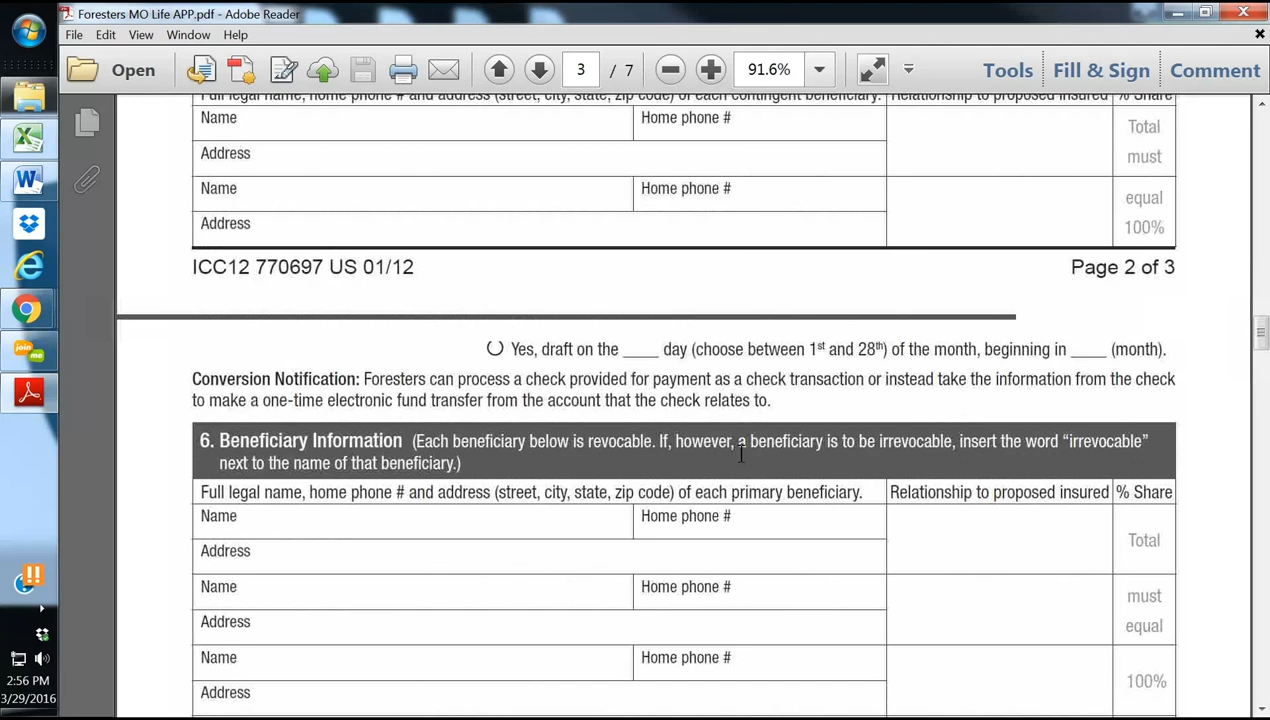 Foresters MO Life APP.pdf - Adobe Reader
File Edit View Window Help
Open 3 / 7 91.6% Tools Fill & Sign Comment
Full legal name, home phone # and address (street, city, state, zip code) of each contingent beneficiary. Relationship to proposed insured % Share
Name Home phone # Total
Address must
Name Home phone # equal
Address 100%
ICC12 770697 US 01/12 Page 2 of 3
Yes, draft on the ____ day (choose between 1st and 28th) of the month, beginning in ____ (month).
Conversion Notification: Foresters can process a check provided for payment as a check transaction or instead take the information from the check
to make a one-time electronic fund transfer from the account that the check relates to.
6. Beneficiary Information (Each beneficiary below is revocable. If, however, a beneficiary is to be irrevocable, insert the word “irrevocable”
next to the name of that beneficiary.)
Full legal name, home phone # and address (street, city, state, zip code) of each primary beneficiary. Relationship to proposed insured % Share
Name Home phone # Total
Address
Name Home phone # must
Address equal
Name Home phone # 100%
Address
join me
2:56 PM
3/29/2016